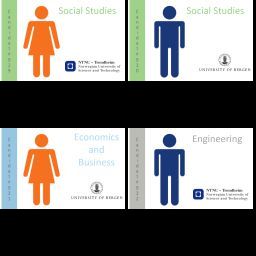 Social Studies
NTNU - Trondheim
Norwegian University of
Science and Technology
Social Studies
UNIVERSITY OF BERGEN
Economics
and
Business
UNIVERSITY OF BERGEN
Engineering
NTNU - Trondheim
Norwegian University of
Science and Technology